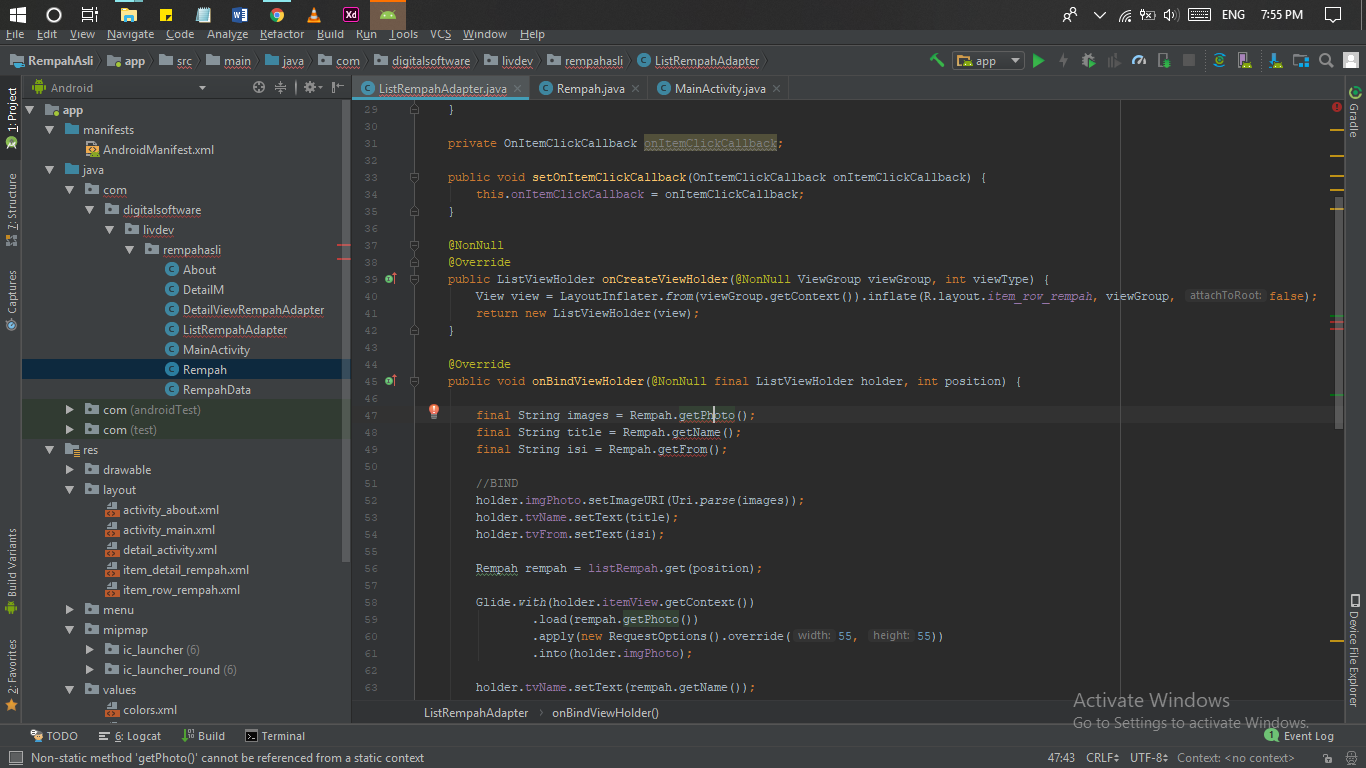 Xd
ENG 7:55 PM
File Edit View Navigate Code Analyze Refactor Build Run Tools VCS Window Help
RempahAsli app src main java com digitalsoftware livdev rempahasli ListRempahAdapter
app
Android
ListRempahAdapter.java Rempah.java MainActivity.java
1: Project
7: Structure
Captures
Build Variants
2: Favorites
app
manifests
AndroidManifest.xml
java
com
digitalsoftware
livdev
rempahasli
About
DetailM
DetailViewRempahAdapter
ListRempahAdapter
MainActivity
Rempah
RempahData
com (androidTest)
com (test)
res
drawable
layout
activity_about.xml
activity_main.xml
detail_activity.xml
item_detail_rempah.xml
item_row_rempah.xml
menu
mipmap
ic_launcher (6)
ic_launcher_round (6)
values
colors.xml
29 }
30
31 private OnItemClickCallback onItemClickCallback;
32
33 public void setOnItemClickCallback(OnItemClickCallback onItemClickCallback) {
34 this.onItemClickCallback = onItemClickCallback;
35 }
36
37 @NonNull
38 @Override
39 public ListViewHolder onCreateViewHolder(@NonNull ViewGroup viewGroup, int viewType) {
40 View view = LayoutInflater.from(viewGroup.getContext()).inflate(R.layout.item_row_rempah, viewGroup, attachToRoot: false);
41 return new ListViewHolder(view);
42 }
43
44 @Override
45 public void onBindViewHolder(@NonNull final ListViewHolder holder, int position) {
46
47 final String images = Rempah.getPhoto();
48 final String title = Rempah.getName();
49 final String isi = Rempah.getFrom();
50
51 //BIND
52 holder.imgPhoto.setImageURI(Uri.parse(images));
53 holder.tvName.setText(title);
54 holder.tvFrom.setText(isi);
55
56 Rempah rempah = listRempah.get(position);
57
58 Glide.with(holder.itemView.getContext())
59 .load(rempah.getPhoto())
60 .apply(new RequestOptions().override( width: 55, height: 55))
61 .into(holder.imgPhoto);
62
63 holder.tvName.setText(rempah.getName());
Gradle
Device File Explorer
ListRempahAdapter onBindViewHolder()
Activate Windows
Go to Settings to activate Windows.
TODO 6: Logcat Build Terminal
1 Event Log
Non-static method 'getPhoto()' cannot be referenced from a static context
47:43 CRLF UTF-8 Context: <no context>